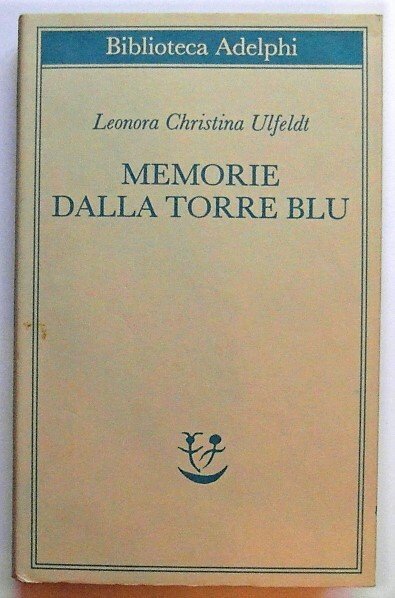 Biblioteca Adelphi
Leonora Christina Ulfeldt
MEMORIE
DALLA TORRE BLU